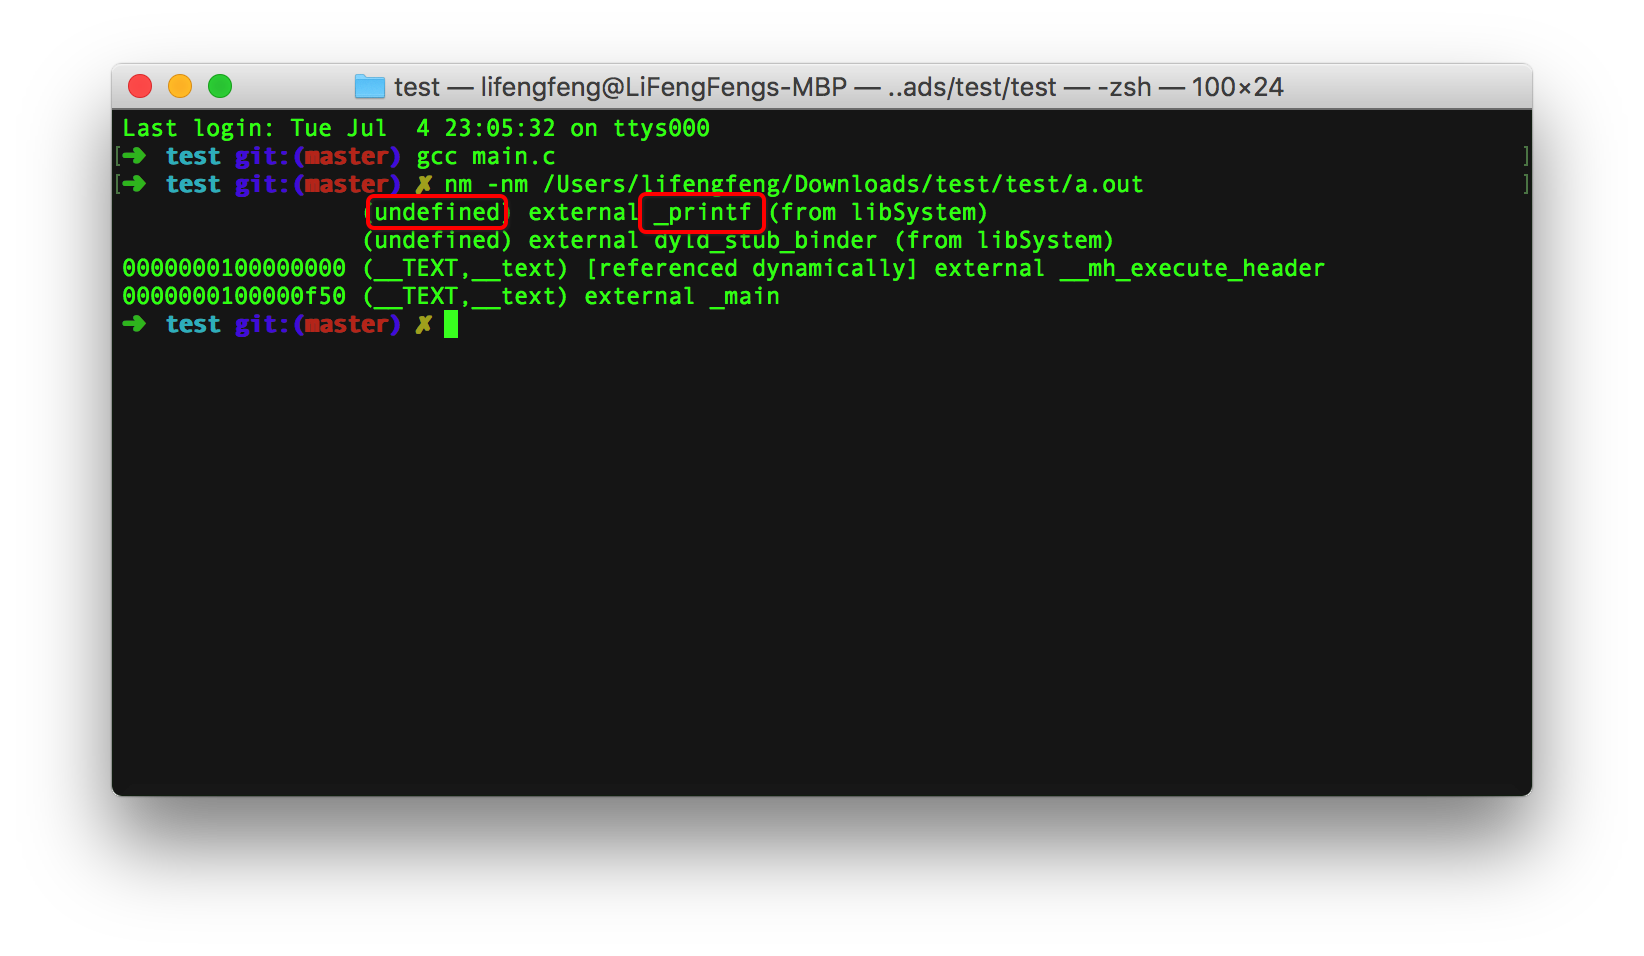 test — lifengfeng@LiFengFengs-MBP — ..ads/test/test — -zsh — 100×24
Last login: Tue Jul  4 23:05:32 on ttys000
[➜  test git:(master) gcc main.c ]
[➜  test git:(master) ✗ nm -nm /Users/lifengfeng/Downloads/test/test/a.out ]
(undefined) external _printf (from libSystem)
(undefined) external dyld_stub_binder (from libSystem)
0000000100000000 (__TEXT,__text) [referenced dynamically] external __mh_execute_header
0000000100000f50 (__TEXT,__text) external _main
➜  test git:(master) ✗